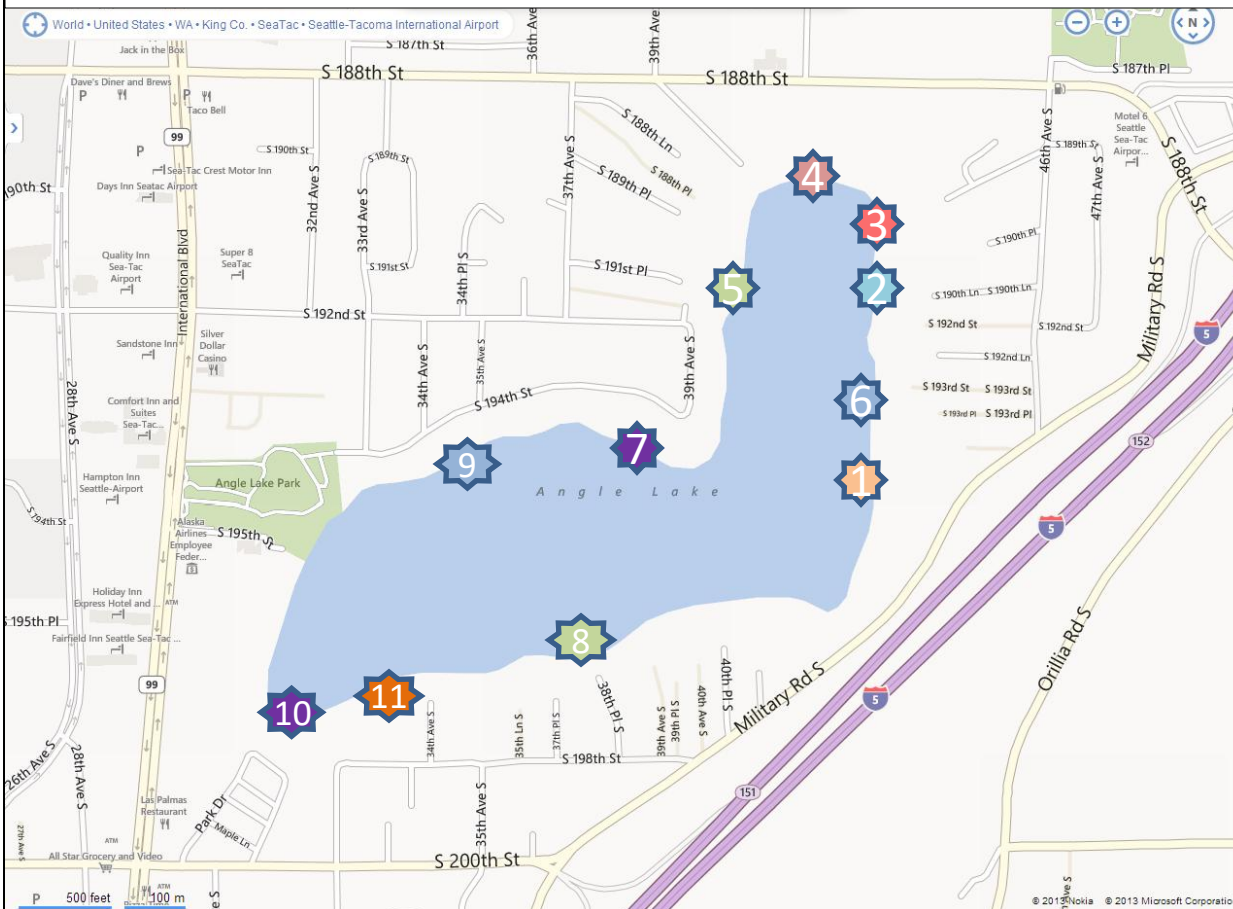 World • United States • WA • King Co. • SeaTac • Seattle-Tacoma International Airport
N
Jack in the Box
S 187th St
36th Ave
39th Ave
S 188th St
S 188th St
S 187th Pl
Dave's Diner and Brews
P
P
Taco Bell
99
P
S 190th St
S 189th St
37th Ave S
S 188th Ln
S 188th Pl
S 189th Pl
46th Ave S
S 189th St
47th Ave S
Motel 6
Seattle
Sea-Tac
Airpor...
S 188th St
Sea-Tac Crest Motor Inn
Days Inn Seatac Airport
190th St
32nd Ave S
33rd Ave S
4
3
Quality Inn
Sea-Tac
Airport
International Blvd
Super 8
SeaTac
S 191st St
34th Pl S
S 191st Pl
5
2
S 190th Pl
S 190th Ln
S 190th Ln
Military Rd S
5
S 192nd St
S 192nd St
S 192nd St
Sandstone Inn
Silver
Dollar
Casino
34th Ave S
35th Ave S
39th Ave S
S 192nd Ln
28th Ave S
S 194th St
6
S 193rd St
S 193rd St
S 193rd Pl
S 193rd Pl
Comfort Inn and
Suites
Sea-Tac...
152
9
7
1
Hampton Inn
Seattle-Airport
Angle Lake Park
Angle Lake
S 194th St
Alaska
Airlines
Employee
Feder...
S 195th St
5
Holiday Inn
Express Hotel and ...
ATM
S 195th Pl
Fairfield Inn Seattle Sea-Tac ...
8
Orillia Rd S
99
10
11
38th Pl S
40th Pl S
Military Rd S
5
34th Ave S
35th Ln S
37th Pl S
39th Ave S
39th Pl S
40th Ave S
26th Ave S
28th Ave S
S 198th St
151
Las Palmas
Restaurant
Park Dr
Maple Ln
35th Ave S
27th Ave S
ATM
All Star Grocery and Video
S 200th St
ATM
P
500 feet
100 m
Ave S
© 2013 Nokia © 2013 Microsoft Corporatio